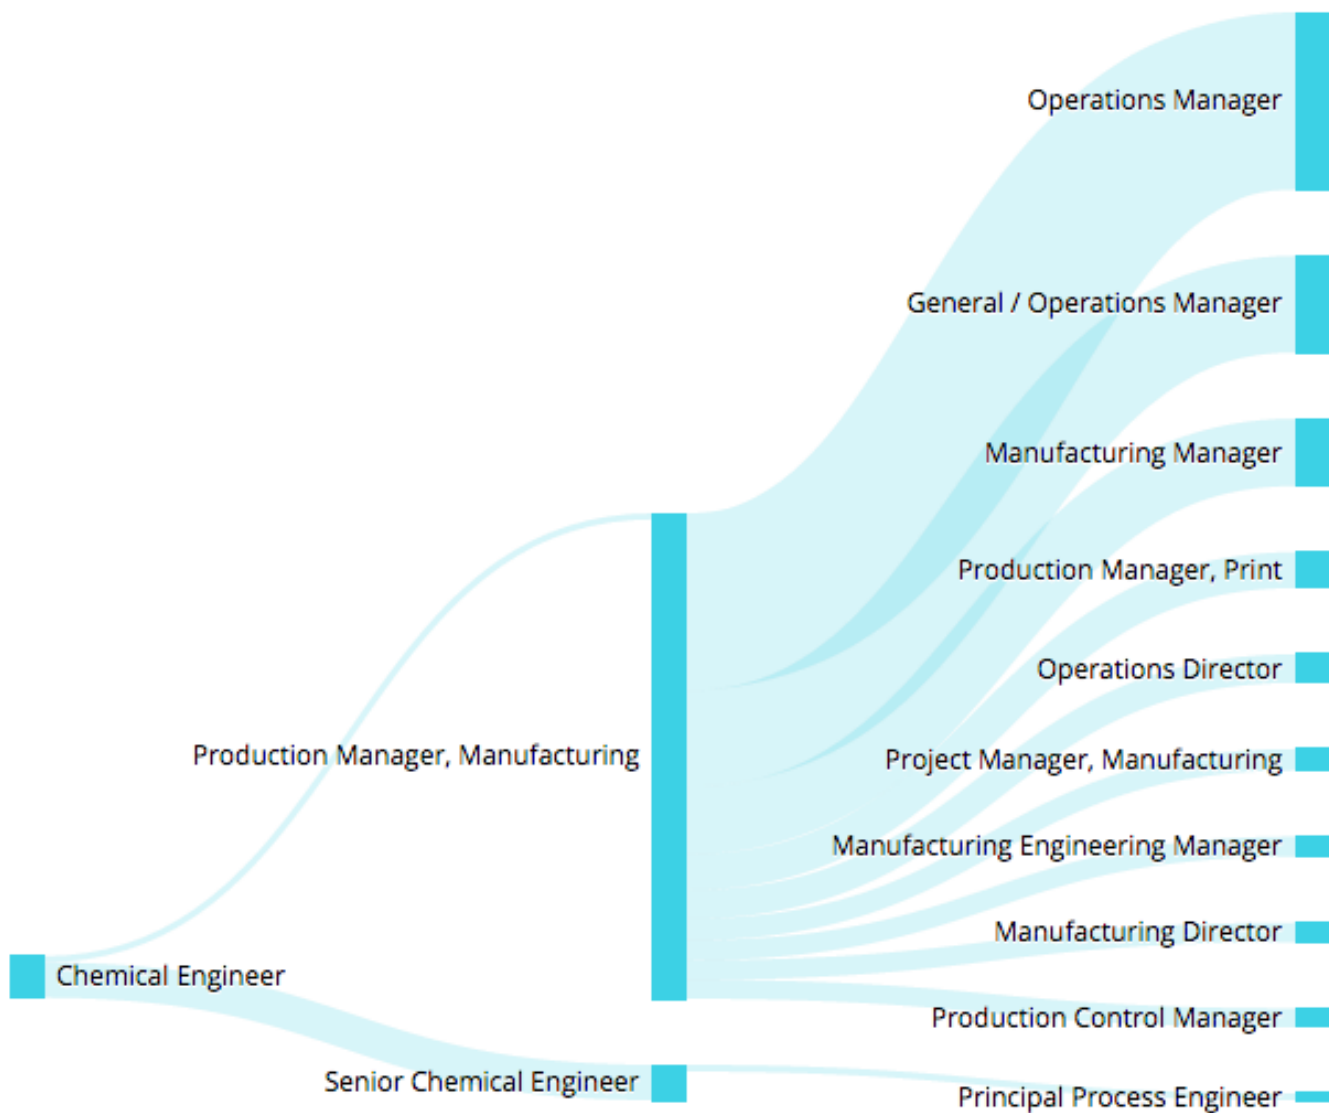 Operations Manager
General / Operations Manager
Manufacturing Manager
Production Manager, Print
Operations Director
Production Manager, Manufacturing
Project Manager, Manufacturing
Manufacturing Engineering Manager
Manufacturing Director
Chemical Engineer
Production Control Manager
Senior Chemical Engineer
Principal Process Engineer